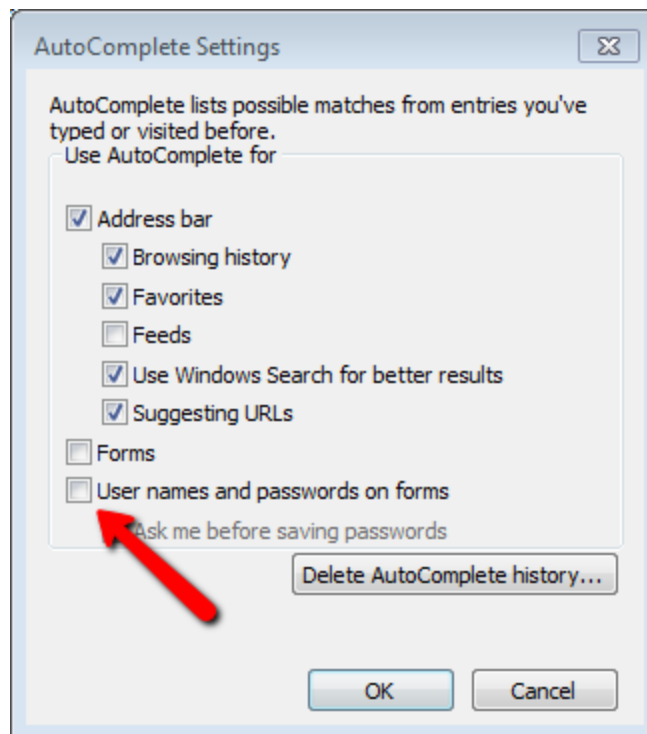 AutoComplete Settings
AutoComplete lists possible matches from entries you've
typed or visited before.
Use AutoComplete for
Address bar
Browsing history
Favorites
Feeds
Use Windows Search for better results
Suggesting URLs
Forms
User names and passwords on forms
Ask me before saving passwords
Delete AutoComplete history...
OK
Cancel